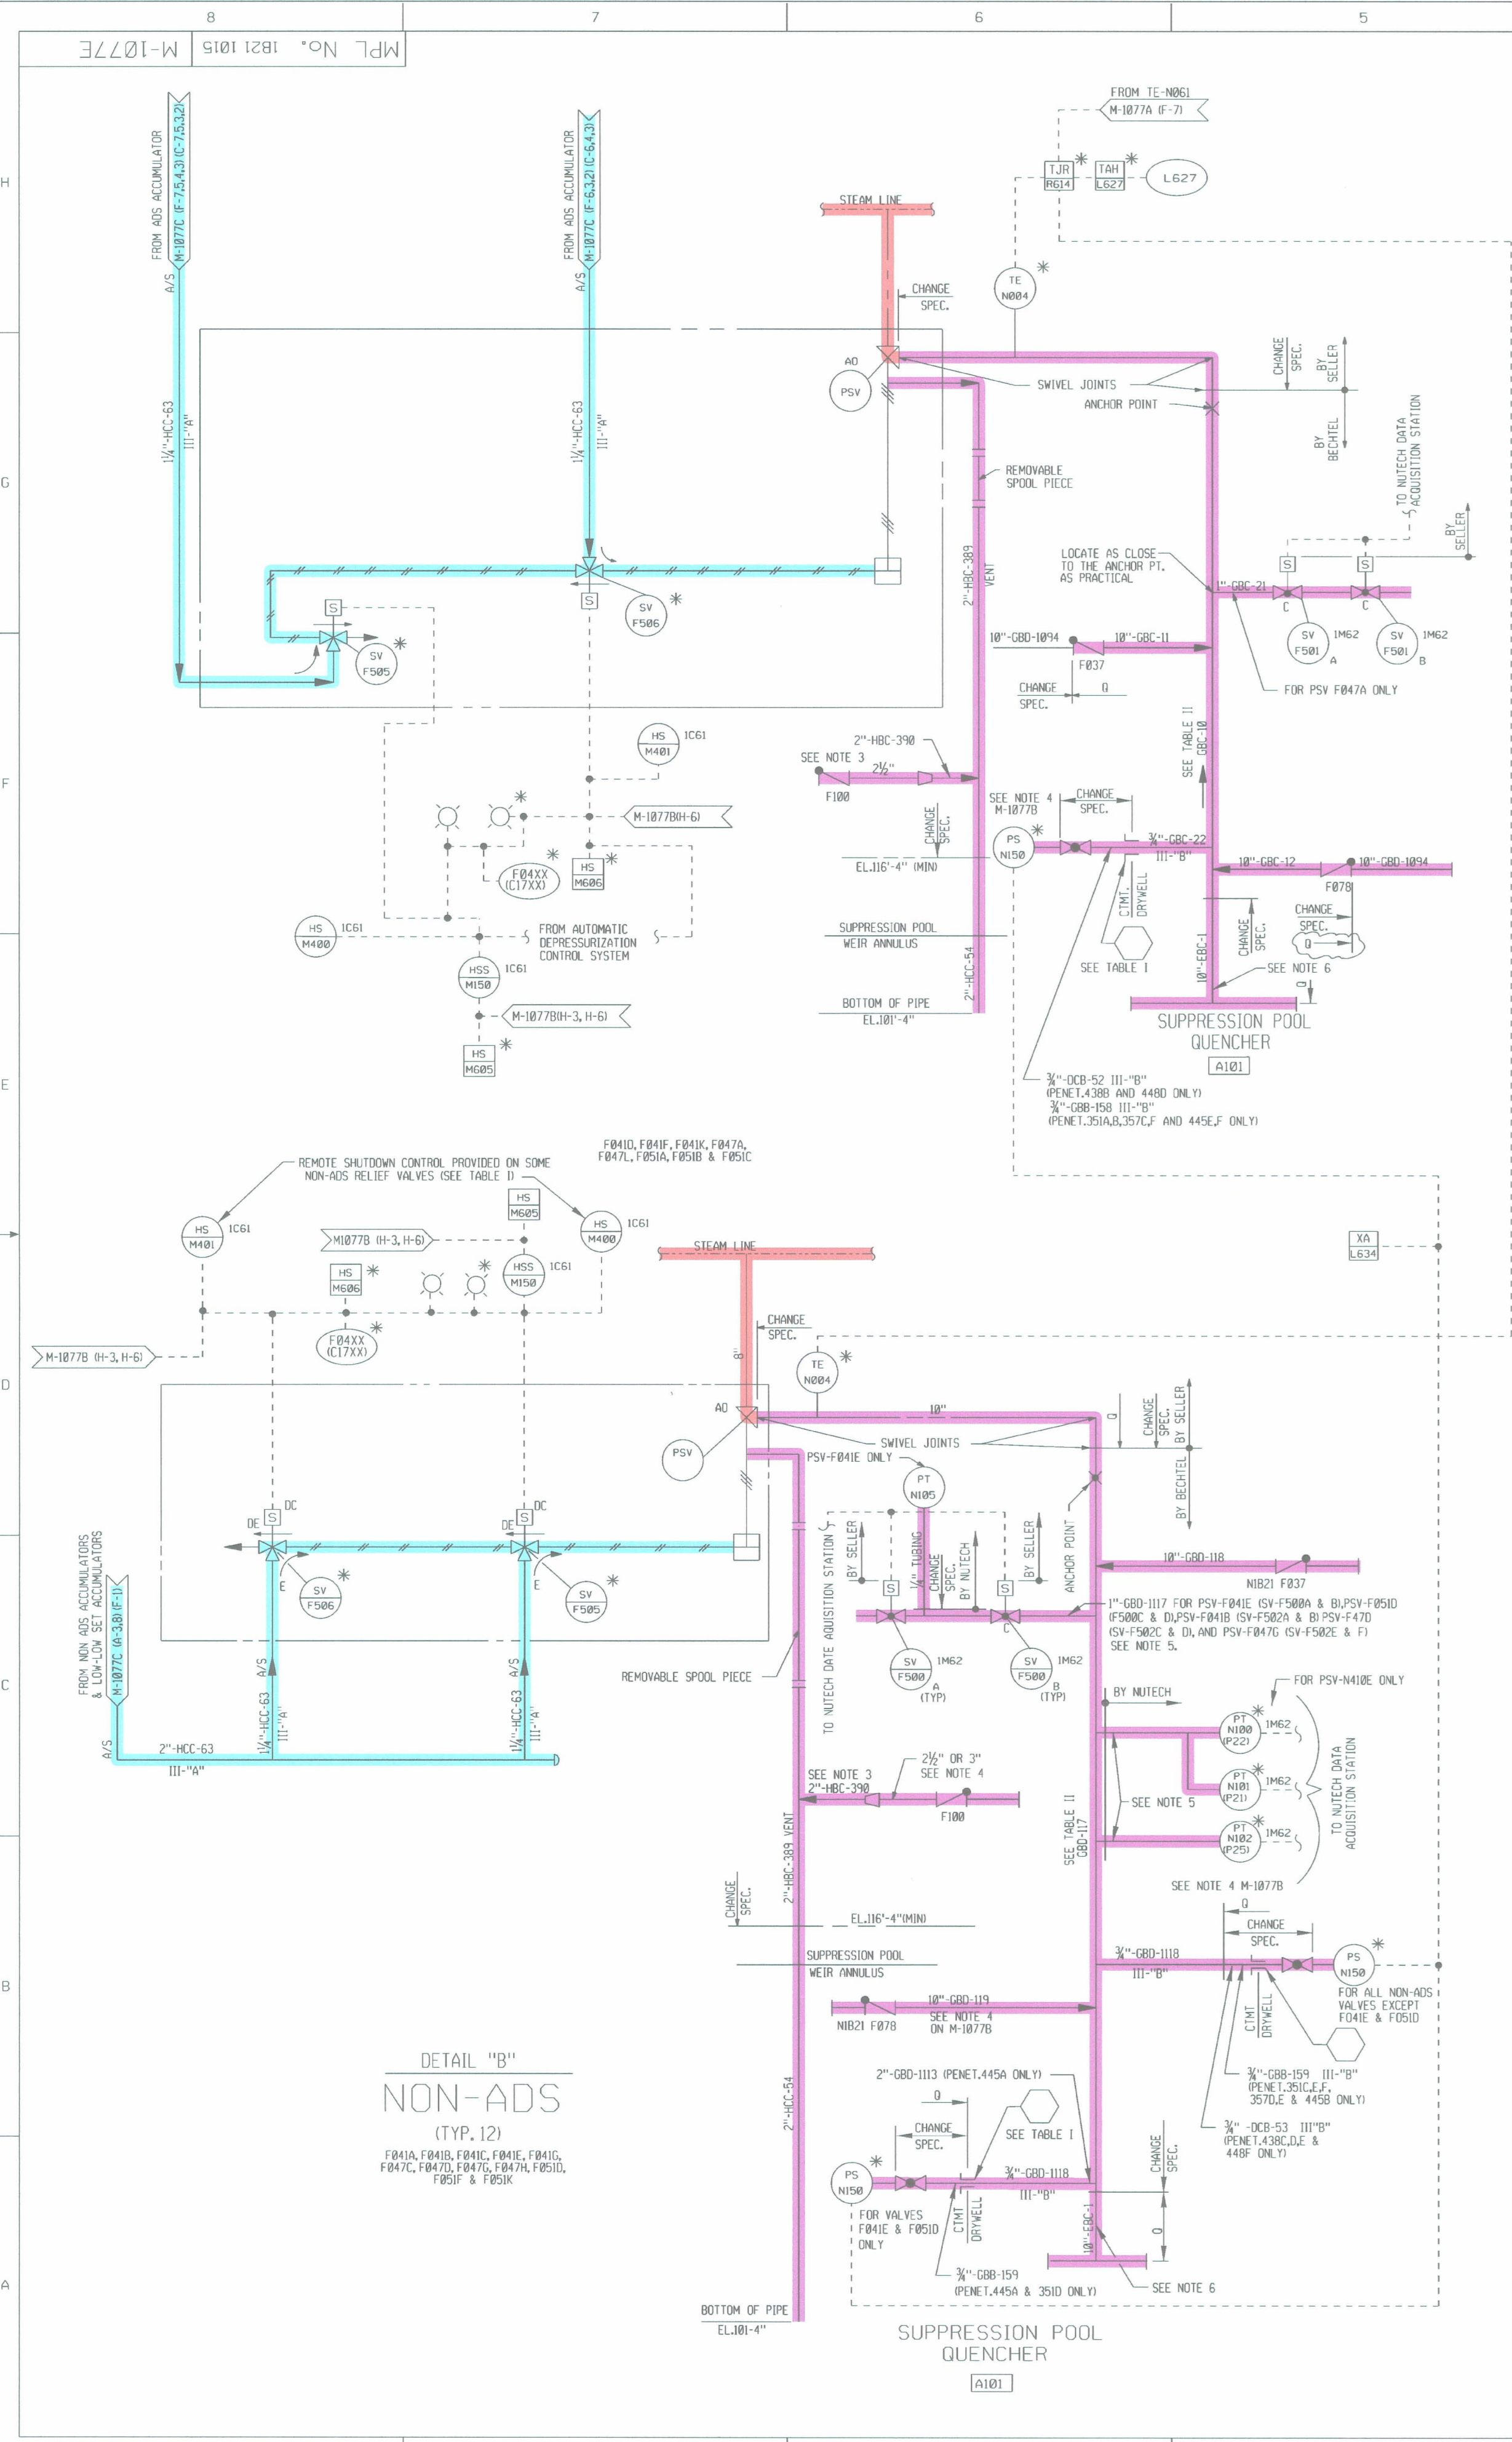 8
7
6
5
MPL No. 1B21 1015
M-1077E
H
G
F
E
D
C
B
A
FROM ADS ACCUMULATOR
M-1077C (F-7,5,4,3) (C-7,5,3,2)
A/S
1¼"-HCC-63
III-"A"
FROM ADS ACCUMULATOR
M-1077C (F-6,3,2) (C-6,4,3)
A/S
1¼"-HCC-63
III-"A"
FROM TE-N061
M-1077A (F-7)
TJR
R614
*
TAH
L627
*
L627
STEAM LINE
TE
N004
*
CHANGE
SPEC.
AO
PSV
SWIVEL JOINTS
ANCHOR POINT
CHANGE
SPEC.
BY
SELLER
BY
BECHTEL
TO NUTECH DATA
ACQUISITION STATION
BY
SELLER
REMOVABLE
SPOOL PIECE
2"-HBC-389
VENT
LOCATE AS CLOSE
TO THE ANCHOR PT.
AS PRACTICAL
1"-GBC-21
S
S
C
C
SV
F501
1M62
A
SV
F501
1M62
B
FOR PSV F047A ONLY
S
SV
F506
*
S
SV
F505
*
10"-GBD-1094
10"-GBC-11
F037
CHANGE
SPEC.
Q
SEE TABLE II
GBC-10
HS
M401
1C61
2"-HBC-390
SEE NOTE 3
2½"
F100
*
M-1077B(H-6)
F04XX
(C17XX)
*
HS
M606
*
CHANGE
SPEC.
EL.116'-4" (MIN)
SEE NOTE 4
M-1077B
CHANGE
SPEC.
PS
N150
*
¾"-GBC-22
III-"B"
CTMT.
DRYWELL
SEE TABLE I
10"-GBC-12
10"-GBD-1094
F078
CHANGE
SPEC.
Q
CHANGE
SPEC.
HS
M400
1C61
FROM AUTOMATIC
DEPRESSURIZATION
CONTROL SYSTEM
SUPPRESSION POOL
WEIR ANNULUS
HSS
M150
1C61
M-1077B(H-3, H-6)
HS
M605
*
2"-HCC-54
BOTTOM OF PIPE
EL.101'-4"
10"-EBC-1
SEE NOTE 6
Q
SUPPRESSION POOL
QUENCHER
A101
¾"-DCB-52 III-"B"
(PENET.438B AND 448D ONLY)
¾"-GBB-158 III-"B"
(PENET.351A,B,357C,F AND 445E,F ONLY)
F041D, F041F, F041K, F047A,
F047L, F051A, F051B & F051C
REMOTE SHUTDOWN CONTROL PROVIDED ON SOME
NON-ADS RELIEF VALVES (SEE TABLE I)
HS
M401
1C61
HS
M605
HS
M400
1C61
M1077B (H-3, H-6)
HSS
M150
1C61
HS
M606
*
*
F04XX
(C17XX)
*
M-1077B (H-3, H-6)
STEAM LINE
XA
L634
CHANGE
SPEC.
8"
TE
N004
*
AO
10"
PSV
SWIVEL JOINTS
PSV-F041E ONLY
Q
CHANGE
SPEC.
BY SELLER
BY BECHTEL
PT
N105
ANCHOR POINT
DC
DE
S
E
SV
F506
*
DC
DE
S
E
SV
F505
*
FROM NON ADS ACCUMULATORS
& LOW-LOW SET ACCUMULATORS
M-1077C (A-3,8) (F-1)
A/S
2"-HCC-63
III-"A"
1¼"-HCC-63
III-"A"
A/S
1¼"-HCC-63
III-"A"
A/S
TO NUTECH DATE AQUISITION STATION
BY SELLER
¼" TUBING
CHANGE
SPEC.
BY NUTECH
BY SELLER
S
S
C
10"-GBD-118
N1B21 F037
1"-GBD-1117 FOR PSV-F041E (SV-F500A & B),PSV-F051D
(F500C & D),PSV-F041B (SV-F502A & B) PSV-F47D
(SV-F502C & D), AND PSV-F047G (SV-F502E & F)
SEE NOTE 5.
SV
F500
1M62
A
(TYP)
SV
F500
1M62
B
(TYP)
REMOVABLE SPOOL PIECE
BY NUTECH
FOR PSV-N410E ONLY
PT
N100
(P22)
*
1M62
PT
N101
(P21)
*
1M62
PT
N102
(P25)
*
1M62
SEE NOTE 5
TO NUTECH DATA
ACQUISITION STATION
SEE NOTE 3
2"-HBC-390
2½" OR 3"
SEE NOTE 4
F100
SEE TABLE II
GBD-117
2"-HBC-389 VENT
CHANGE
SPEC.
EL.116'-4"(MIN)
SUPPRESSION POOL
WEIR ANNULUS
SEE NOTE 4 M-1077B
Q
CHANGE
SPEC.
¾"-GBD-1118
III-"B"
PS
N150
*
CTMT
DRYWELL
FOR ALL NON-ADS
VALVES EXCEPT
F041E & F051D
10"-GBD-119
SEE NOTE 4
ON M-1077B
N1B21 F078
¾"-GBB-159 III-"B"
(PENET.351C,E,F,
357D,E & 445B ONLY)
¾" -DCB-53 III"B"
(PENET.438C,D,E &
448F ONLY)
DETAIL "B"
NON-ADS
(TYP. 12)
F041A, F041B, F041C, F041E, F041G,
F047C, F047D, F047G, F047H, F051D,
F051F & F051K
2"-GBD-1113 (PENET.445A ONLY)
Q
CHANGE
SPEC.
SEE TABLE I
2"-HCC-54
PS
N150
*
¾"-GBD-1118
III-"B"
CTMT
DRYWELL
FOR VALVES
F041E & F051D
ONLY
CHANGE
SPEC.
Q
10"-EBC-1
¾"-GBB-159
(PENET.445A & 351D ONLY)
SEE NOTE 6
BOTTOM OF PIPE
EL.101-4"
SUPPRESSION POOL
QUENCHER
A101